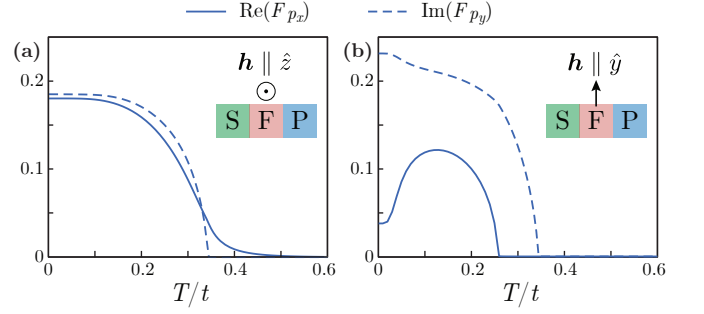 Re(F p_x) Im(F p_y)
(a) (b)
h ∥ ẑ h ∥ ŷ
0.2 0.2
S F P S F P
0.1 0.1
0 0
0 0.2 0.4 0.6 0 0.2 0.4 0.6
T/t T/t